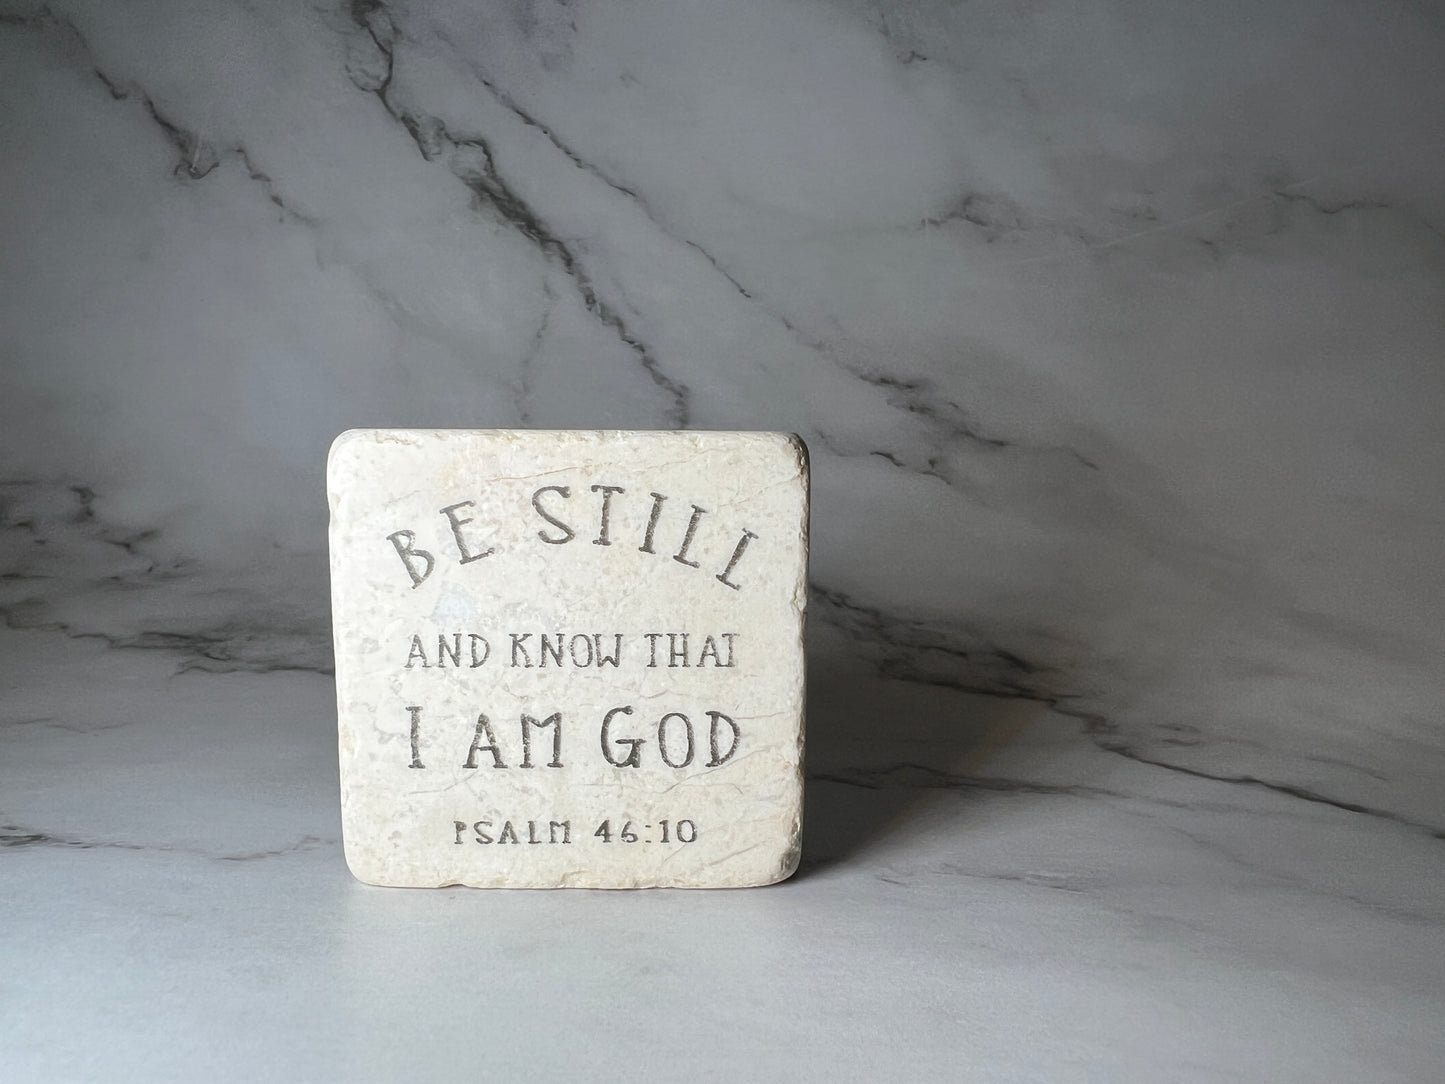 BE STILL
AND KNOW THAT
I AM GOD
PSALM 46:10